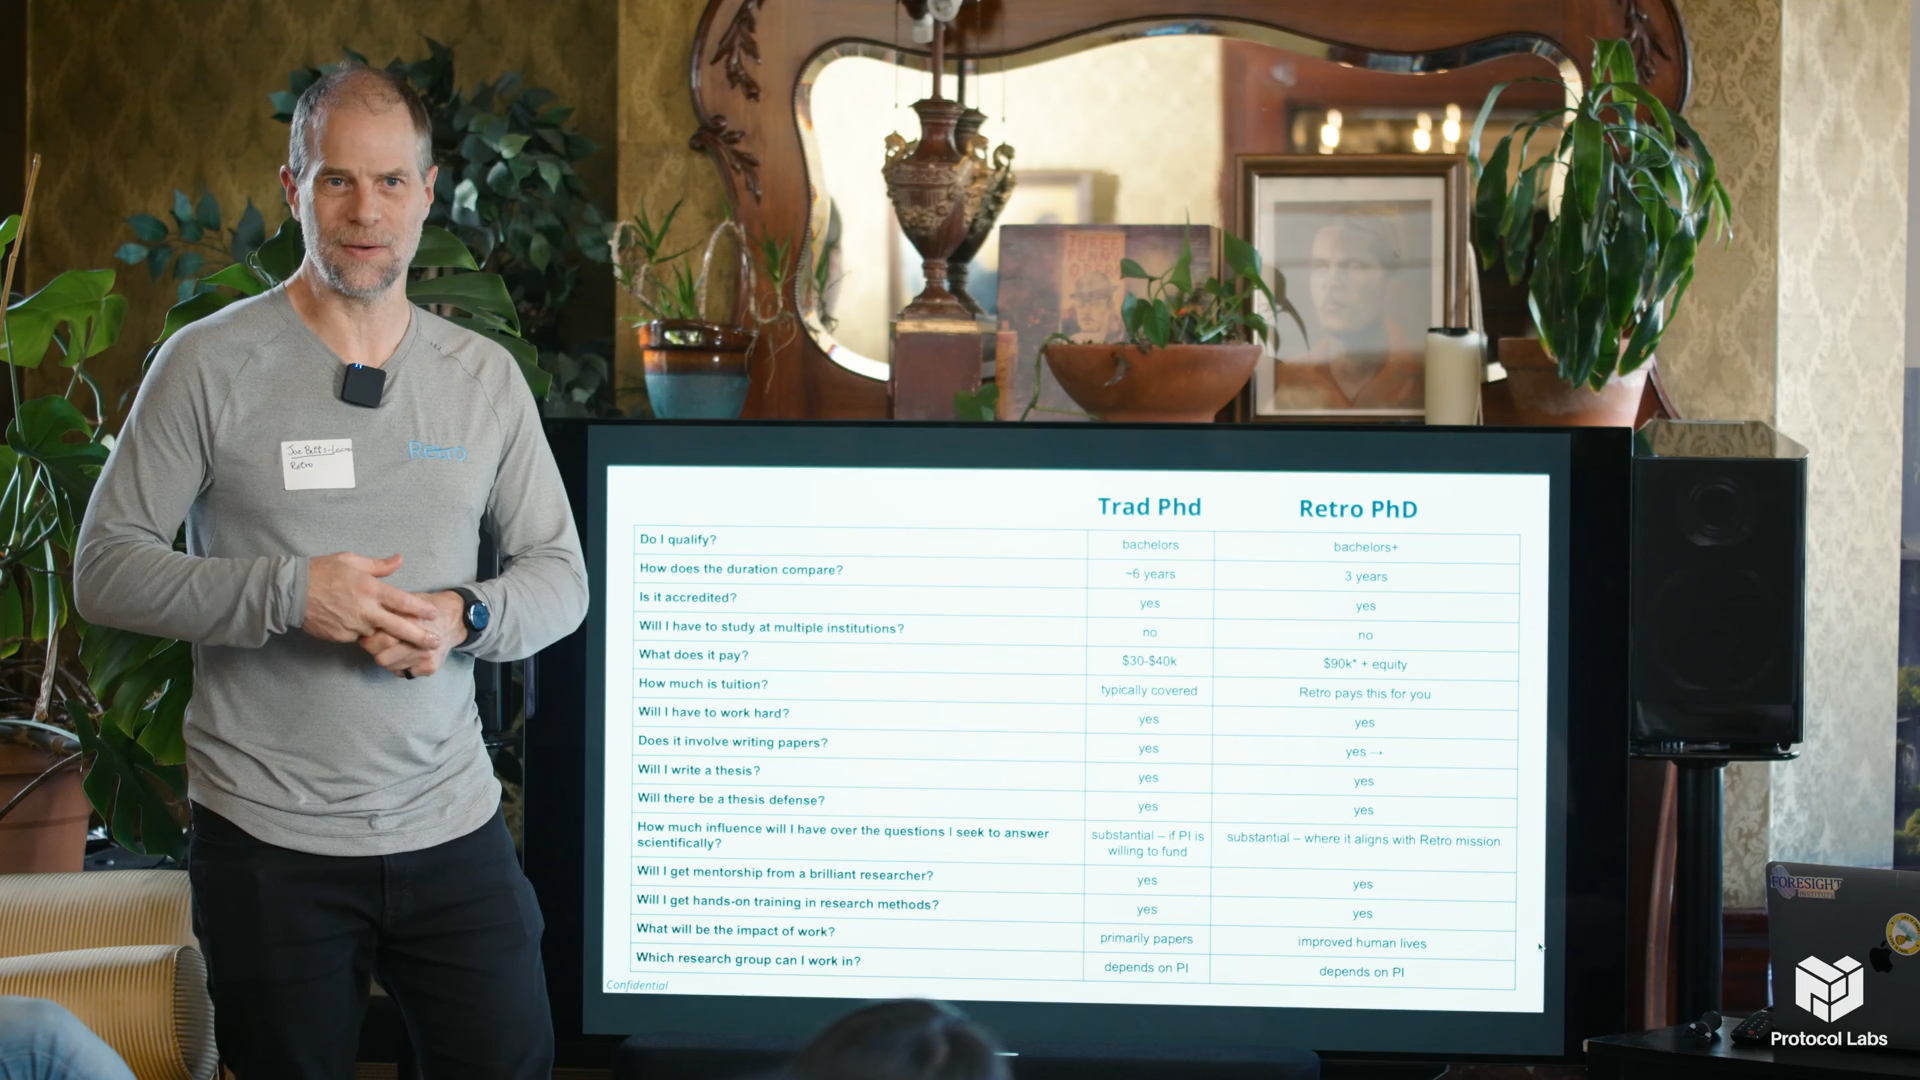 THREE
PENNY
OPERA
Joe Betts-
Retro
Retro
Trad Phd Retro PhD
Do I qualify? bachelors bachelors+
How does the duration compare? ~6 years 3 years
Is it accredited? yes yes
Will I have to study at multiple institutions? no no
What does it pay? $30-$40k $90k* + equity
How much is tuition? typically covered Retro pays this for you
Will I have to work hard? yes yes
Does it involve writing papers? yes yes →
Will I write a thesis? yes yes
Will there be a thesis defense? yes yes
How much influence will I have over the questions I seek to answer scientifically? substantial – if PI is willing to fund substantial – where it aligns with Retro mission
Will I get mentorship from a brilliant researcher? yes yes
Will I get hands-on training in research methods? yes yes
What will be the impact of work? primarily papers improved human lives
Which research group can I work in? depends on PI depends on PI
Confidential
FORESIGHT
INSTITUTE
Protocol Labs